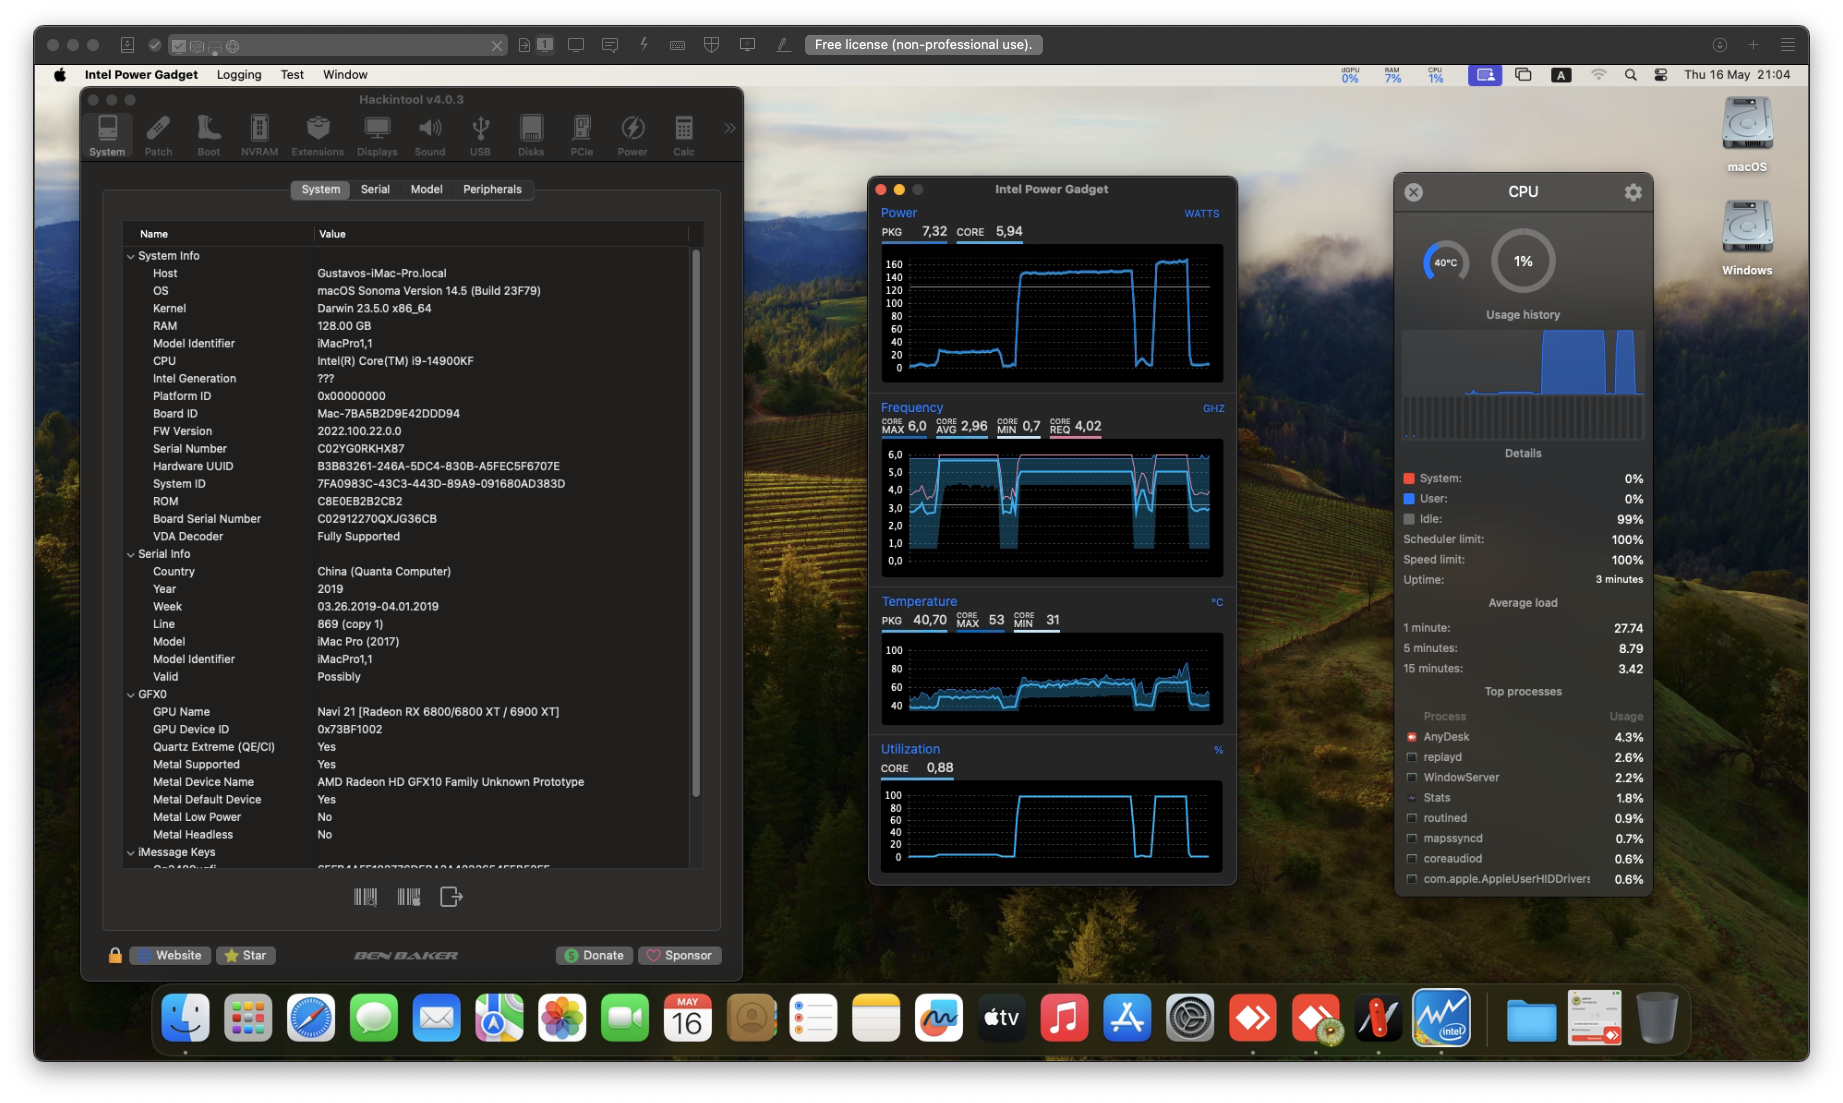 1
Free license (non-professional use).
Intel Power Gadget Logging Test Window
dGPU 0% RAM 7% CPU 1% A Thu 16 May 21:04
Hackintool v4.0.3
System Patch Boot NVRAM Extensions Displays Sound USB Disks PCIe Power Calc
System Serial Model Peripherals
Name Value
System Info
Host Gustavos-iMac-Pro.local
OS macOS Sonoma Version 14.5 (Build 23F79)
Kernel Darwin 23.5.0 x86_64
RAM 128.00 GB
Model Identifier iMacPro1,1
CPU Intel(R) Core(TM) i9-14900KF
Intel Generation ???
Platform ID 0x00000000
Board ID Mac-7BA5B2D9E42DDD94
FW Version 2022.100.22.0.0
Serial Number C02YG0RKHX87
Hardware UUID B3B83261-246A-5DC4-830B-A5FEC5F6707E
System ID 7FA0983C-43C3-443D-89A9-091680AD383D
ROM C8E0EB2B2CB2
Board Serial Number C02912270QXJG36CB
VDA Decoder Fully Supported
Serial Info
Country China (Quanta Computer)
Year 2019
Week 03.26.2019-04.01.2019
Line 869 (copy 1)
Model iMac Pro (2017)
Model Identifier iMacPro1,1
Valid Possibly
GFX0
GPU Name Navi 21 [Radeon RX 6800/6800 XT / 6900 XT]
GPU Device ID 0x73BF1002
Quartz Extreme (QE/CI) Yes
Metal Supported Yes
Metal Device Name AMD Radeon HD GFX10 Family Unknown Prototype
Metal Default Device Yes
Metal Low Power No
Metal Headless No
iMessage Keys
Website Star BEN BAKER Donate Sponsor
Intel Power Gadget
Power WATTS
PKG 7,32 CORE 5,94
160
140
120
100
80
60
40
20
0
Frequency GHZ
CORE MAX 6,0 CORE AVG 2,96 CORE MIN 0,7 CORE REQ 4,02
6,0
5,0
4,0
3,0
2,0
1,0
0,0
Temperature °C
PKG 40,70 CORE MAX 53 CORE MIN 31
100
80
60
40
Utilization %
CORE 0,88
100
80
60
40
20
0
CPU
40°C 1%
Usage history
Details
System: 0%
User: 0%
Idle: 99%
Scheduler limit: 100%
Speed limit: 100%
Uptime: 3 minutes
Average load
1 minute: 27.74
5 minutes: 8.79
15 minutes: 3.42
Top processes
Process Usage
AnyDesk 4.3%
replayd 2.6%
WindowServer 2.2%
Stats 1.8%
routined 0.9%
mapssyncd 0.7%
coreaudiod 0.6%
com.apple.AppleUserHIDDrivers 0.6%
macOS
Windows
MAY
16
tv
intel